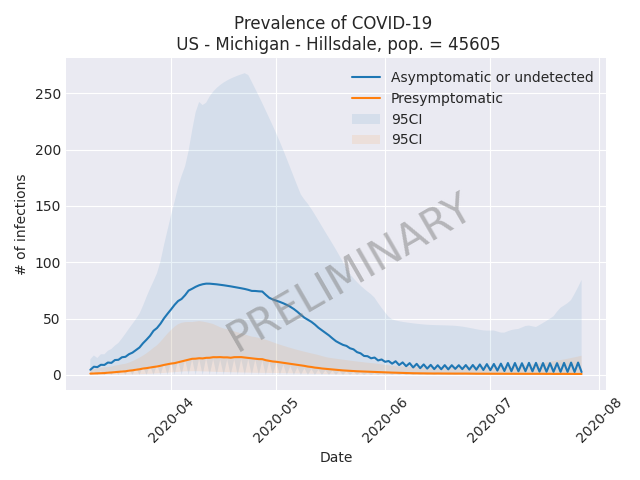 Prevalence of COVID-19
US - Michigan - Hillsdale, pop. = 45605
Asymptomatic or undetected
Presymptomatic
95CI
95CI
PRELIMINARY
# of infections
250
200
150
100
50
0
2020-04
2020-05
2020-06
2020-07
2020-08
Date